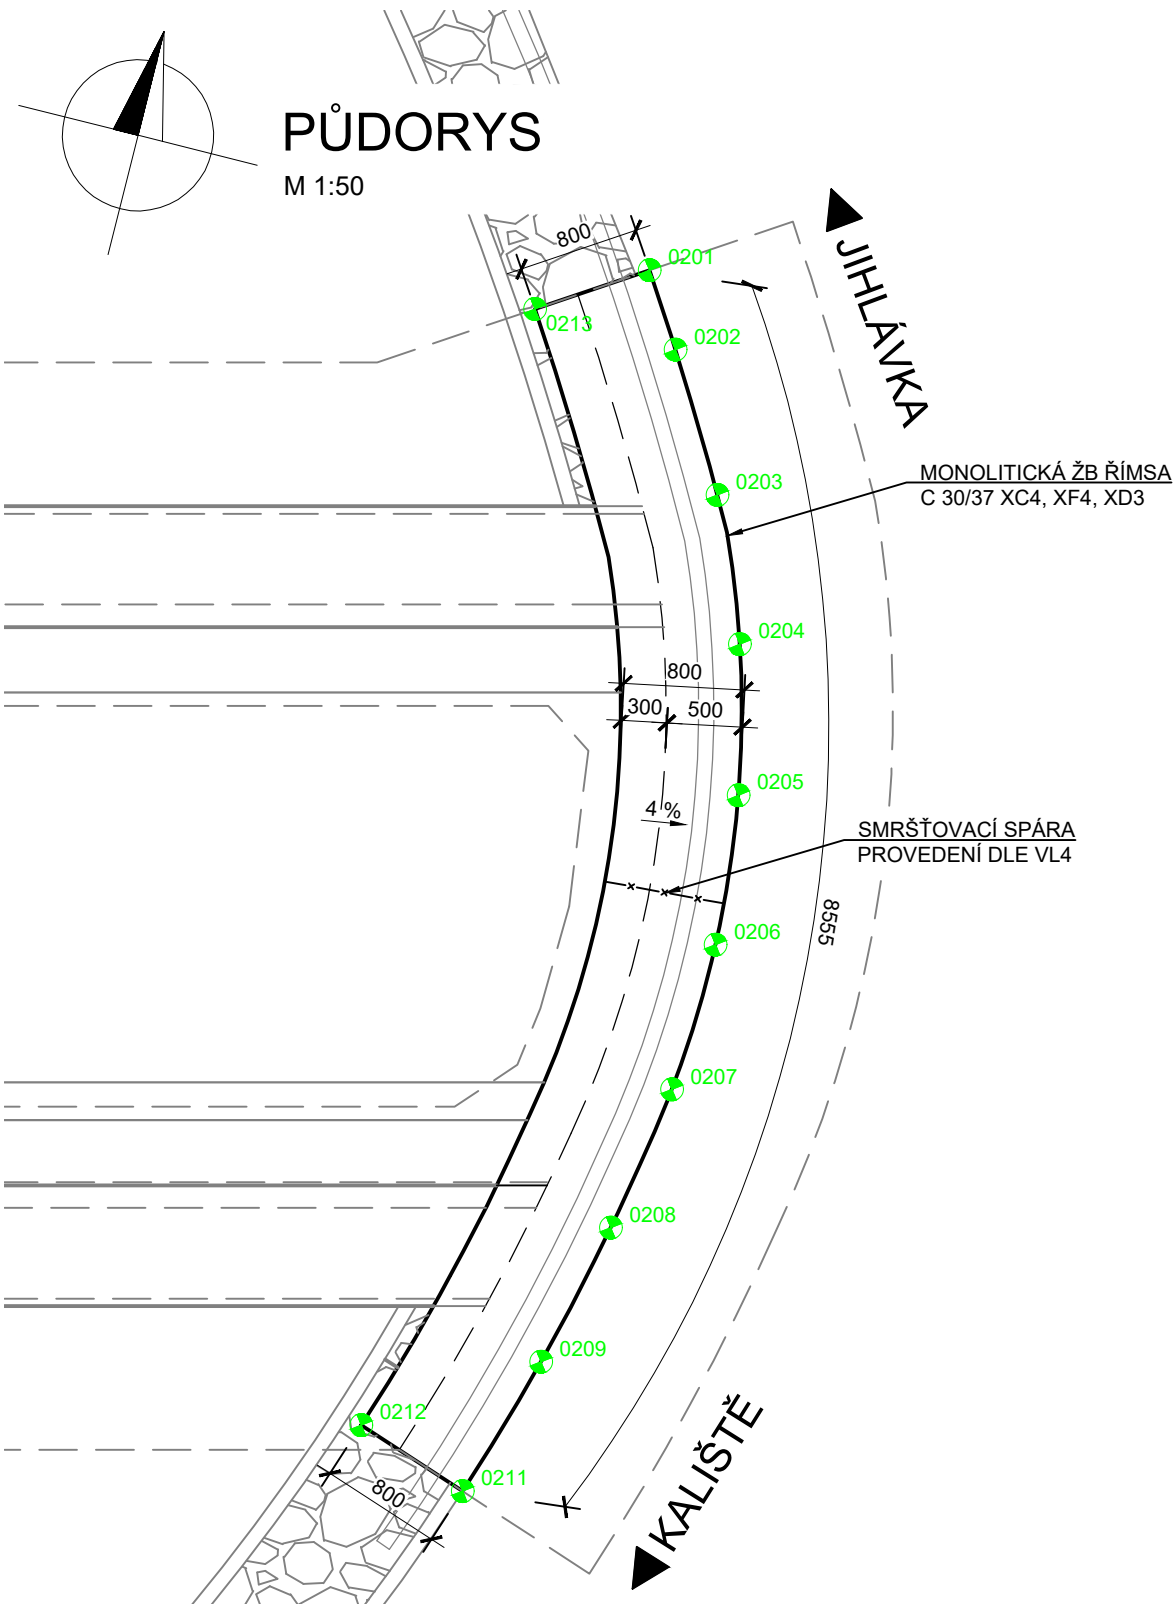 PŮDORYS
M 1:50
800
0201
0213
0202
JIHLÁVKA
0203
MONOLITICKÁ ŽB ŘÍMSA
C 30/37 XC4, XF4, XD3
0204
800
300
500
0205
4 %
SMRŠŤOVACÍ SPÁRA
PROVEDENÍ DLE VL4
8555
0206
0207
0208
0209
0212
KALIŠTĚ
0211
800